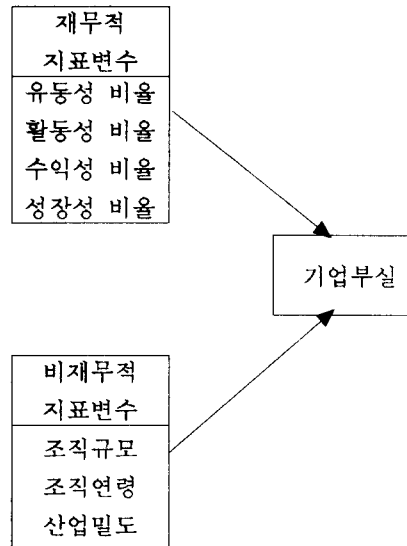 재무적
지표변수
유동성 비율
활동성 비율
수익성 비율
성장성 비율
기업부실
비재무적
지표변수
조직규모
조직연령
산업밀도